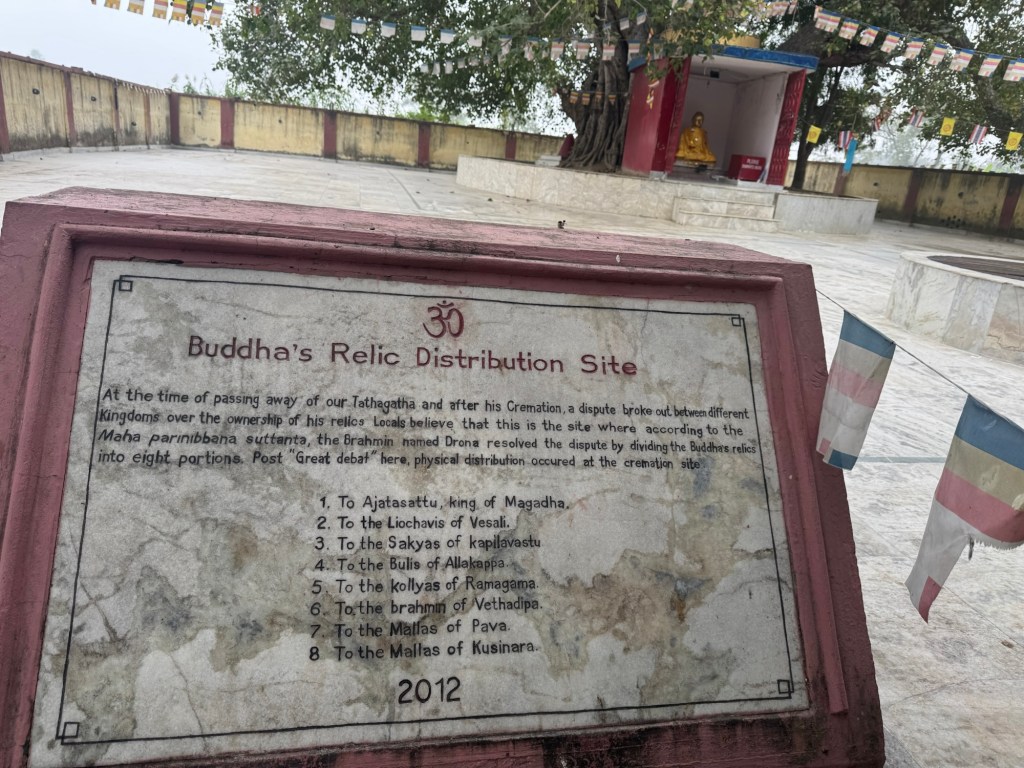 ॐ
Buddha's Relic Distribution Site
At the time of passing away of our Tathagatha and after his Cremation, a dispute broke out between different
Kingdoms over the ownership of his relics Locals believe that this is the site where according to the
Maha parinibbana suttanta, the Brahmin named Drona resolved the dispute by dividing the Buddha's relics
into eight portions. Post "Great debat" here, physical distribution occured at the cremation site
1. To Ajatasattu, king of Magadha.
2. To the Liochavis of Vesali.
3. To the Sakyas of kapilavastu
4. To the Bulis of Allakappa
5. To the kollyas of Ramagama.
6. To the brahmin of Vethadipa.
7. To the Mallas of Pava.
8 To the Mallas of Kusinara.
2012